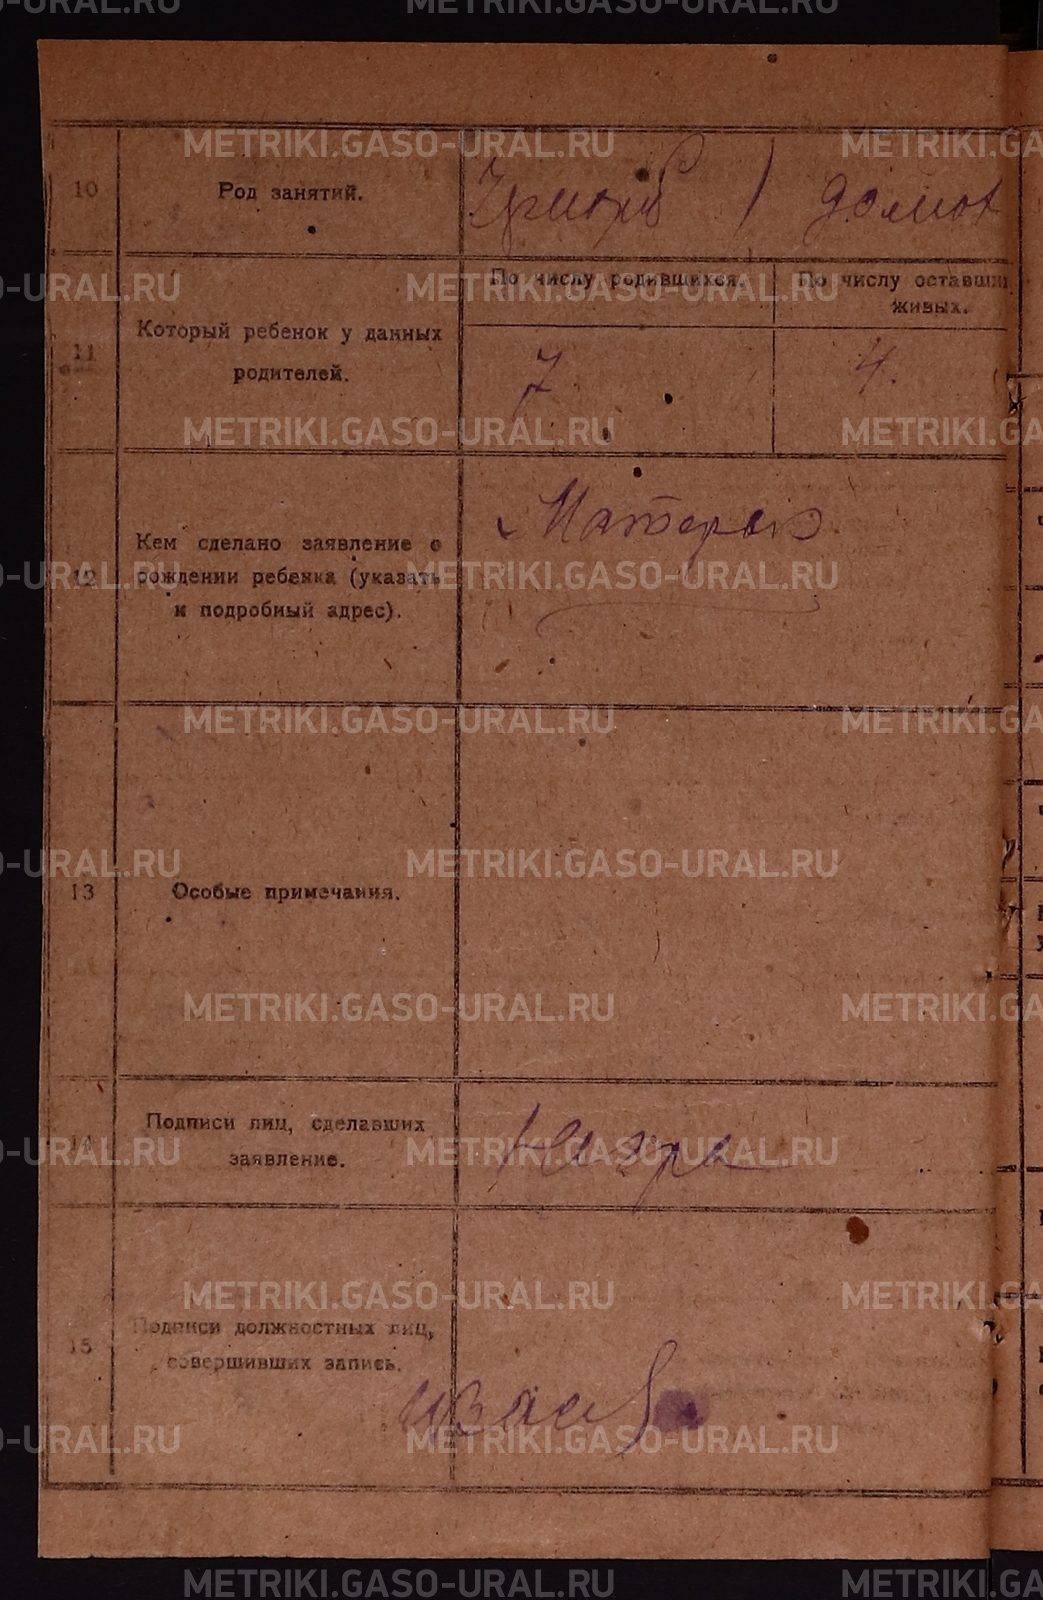 METRIKI.GASO-URAL.RU
10
Род занятий.
домох
11
Который ребенок у данных
родителей.
По числу родившихся.
7
По числу оставши
живых.
4.
12
Кем сделано заявление о
рождении ребенка (указать
и подробный адрес).
Матерью
13
Особые примечания.
14
Подписи лиц, сделавших
заявление.
15
Подписи должностных лиц,
совершивших запись.